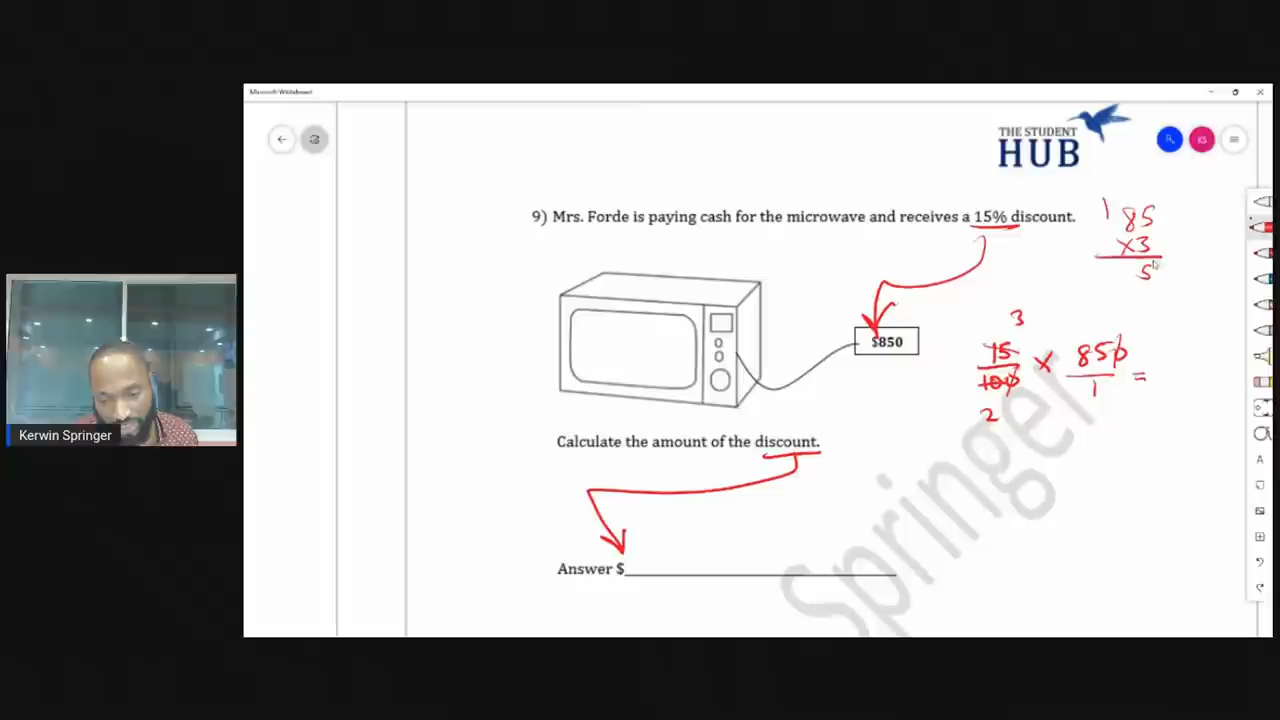 Microsoft Whiteboard
THE STUDENT
HUB
KS
9) Mrs. Forde is paying cash for the microwave and receives a 15% discount.
1 85
×3
5
$850
3
15 × 850 =
100 1
2
Calculate the amount of the discount.
Answer $
Springer
Kerwin Springer
A